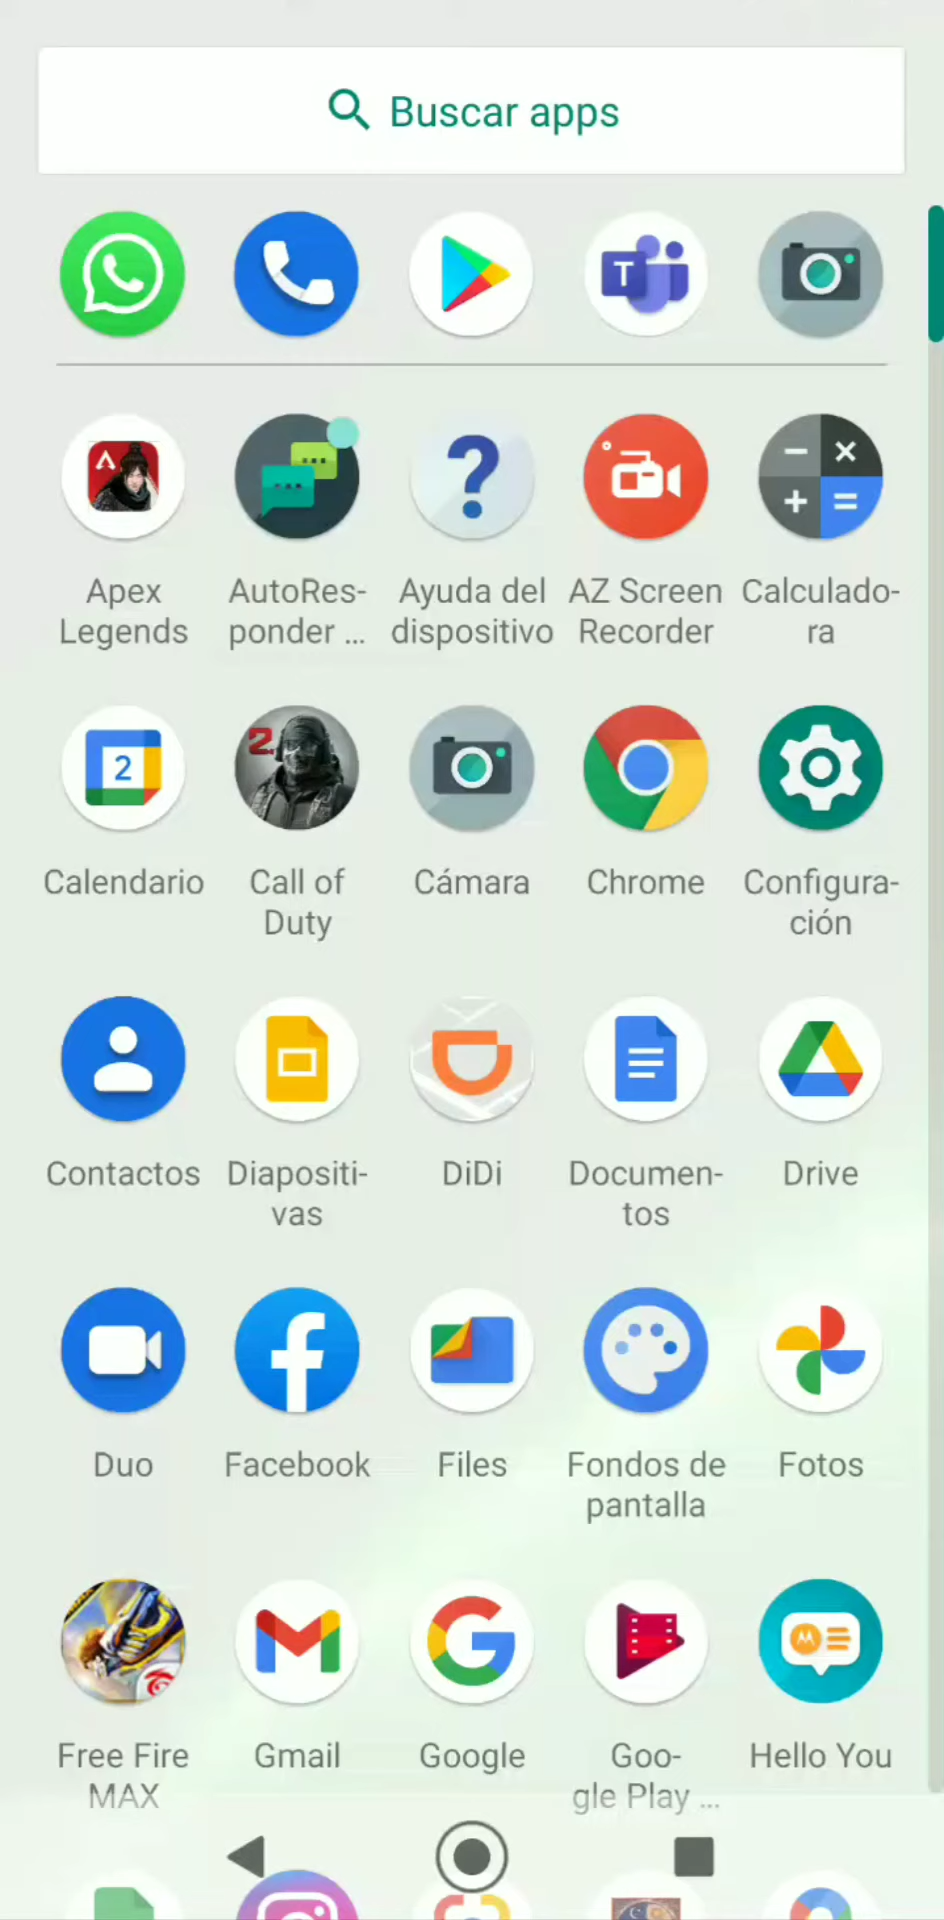 Buscar apps
T
Apex
Legends
AutoRes-
ponder ...
Ayuda del
dispositivo
AZ Screen
Recorder
Calculado-
ra
2
Calendario
2
Call of
Duty
Cámara
Chrome
Configura-
ción
Contactos
Diapositi-
vas
DiDi
Documen-
tos
Drive
Duo
Facebook
Files
Fondos de
pantalla
Fotos
Free Fire
MAX
Gmail
Google
Goo-
gle Play ...
Hello You